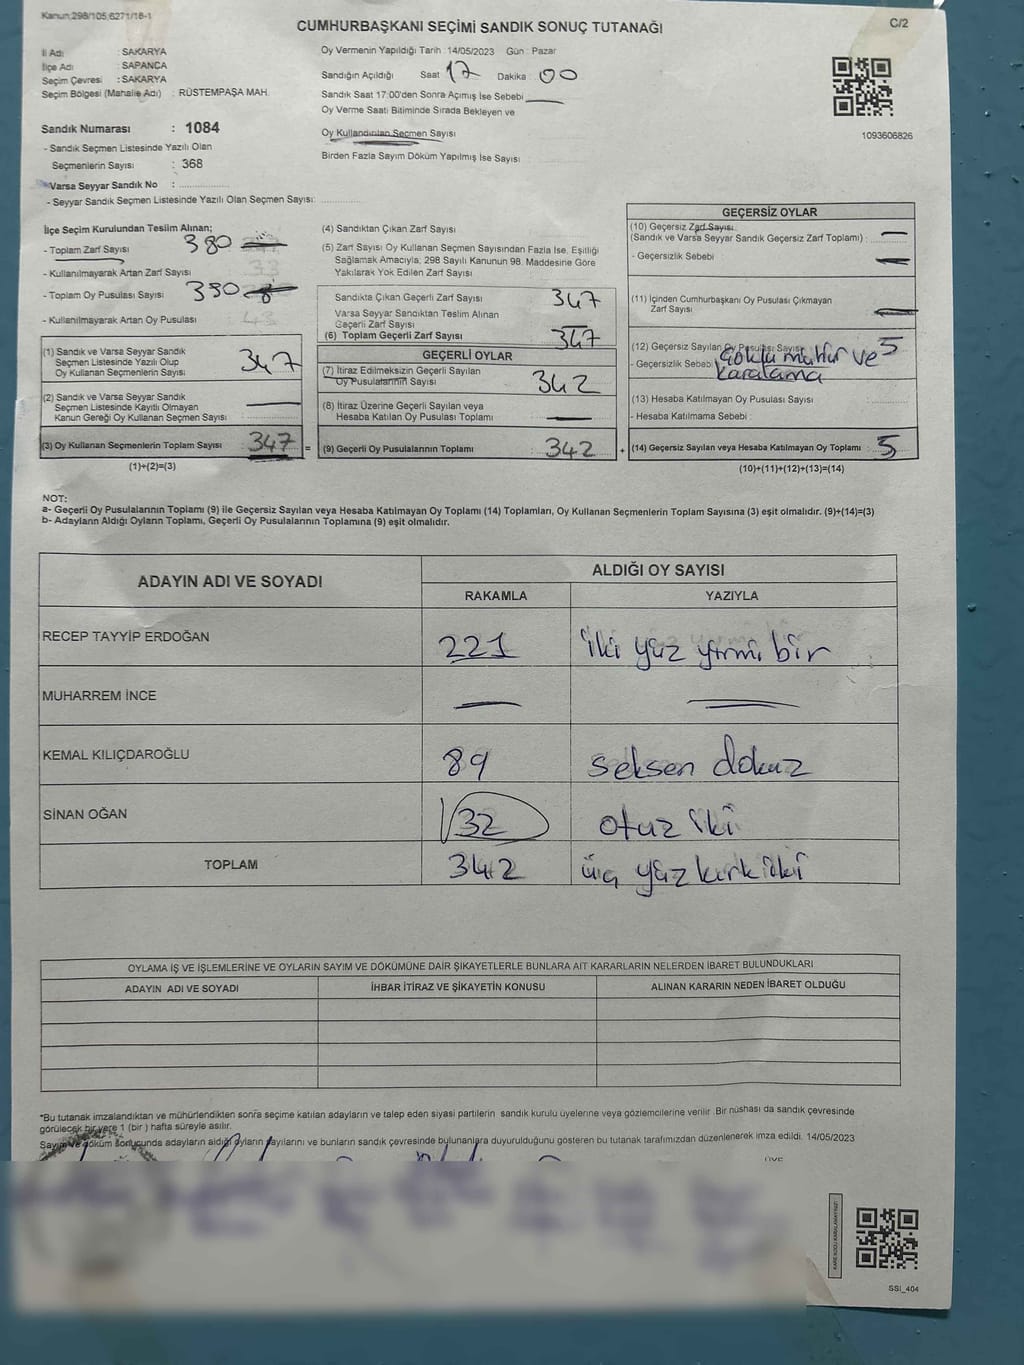 Kanun:298/105,6271/18-1
CUMHURBAŞKANI SEÇİMİ SANDIK SONUÇ TUTANAĞI
C/2
İl Adı : SAKARYA
İlçe Adı : SAPANCA
Seçim Çevresi : SAKARYA
Seçim Bölgesi (Mahalle Adı) : RÜSTEMPAŞA MAH.
Sandık Numarası : 1084
- Sandık Seçmen Listesinde Yazılı Olan
Seçmenlerin Sayısı : 368
Varsa Seyyar Sandık No :
- Seyyar Sandık Seçmen Listesinde Yazılı Olan Seçmen Sayısı:
Oy Vermenin Yapıldığı Tarih : 14/05/2023 Gün : Pazar
Sandığın Açıldığı Saat 17 Dakika : 00
Sandık Saat 17:00'den Sonra Açımış İse Sebebi
Oy Verme Saati Bitiminde Sırada Bekleyen ve
Oy Kullandırılan Seçmen Sayısı
Birden Fazla Sayım Döküm Yapılmış İse Sayısı
1093606826
İlçe Seçim Kurulundan Teslim Alınan;
- Toplam Zarf Sayısı 380
- Kullanılmayarak Artan Zarf Sayısı 33
- Toplam Oy Pusulası Sayısı 390
- Kullanılmayarak Artan Oy Pusulası 43
(1) Sandık ve Varsa Seyyar Sandık
Seçmen Listesinde Yazılı Olup
Oy Kullanan Seçmenlerin Sayısı 347
(2) Sandık ve Varsa Seyyar Sandık
Seçmen Listesinde Kayıtlı Olmayan
Kanun Gereği Oy Kullanan Seçmen Sayısı :
(3) Oy Kullanan Seçmenlerin Toplam Sayısı 347 =
(1)+(2)=(3)
(4) Sandıktan Çıkan Zarf Sayısı
(5) Zarf Sayısı Oy Kullanan Seçmen Sayısından Fazla İse, Eşitliği
Sağlamak Amacıyla, 298 Sayılı Kanunun 98. Maddesine Göre
Yakılarak Yok Edilen Zarf Sayısı
Sandıkta Çıkan Geçerli Zarf Sayısı 347
Varsa Seyyar Sandıktan Teslim Alınan
Geçerli Zarf Sayısı
(6) Toplam Geçerli Zarf Sayısı 347
GEÇERLİ OYLAR
(7) İtiraz Edilmeksizin Geçerli Sayılan
Oy Pusulalarının Sayısı 342
(8) İtiraz Üzerine Geçerli Sayılan veya
Hesaba Katılan Oy Pusulası Toplamı
(9) Geçerli Oy Pusulalarının Toplamı 342 +
GEÇERSİZ OYLAR
(10) Geçersiz Zarf Sayısı
(Sandık ve Varsa Seyyar Sandık Geçersiz Zarf Toplamı) :
- Geçersizlik Sebebi
(11) İçinden Cumhurbaşkanı Oy Pusulası Çıkmayan
Zarf Sayısı
(12) Geçersiz Sayılan Oy Pusulası Sayısı 5
- Geçersizlik Sebebi Çoklu mühür ve
karalama
(13) Hesaba Katılmayan Oy Pusulası Sayısı
- Hesaba Katılmama Sebebi :
(14) Geçersiz Sayılan veya Hesaba Katılmayan Oy Toplamı 5
(10)+(11)+(12)+(13)=(14)
NOT:
a- Geçerli Oy Pusulalarının Toplamı (9) ile Geçersiz Sayılan veya Hesaba Katılmayan Oy Toplamı (14) Toplamları, Oy Kullanan Seçmenlerin Toplam Sayısına (3) eşit olmalıdır. (9)+(14)=(3)
b- Adayların Aldığı Oyların Toplamı, Geçerli Oy Pusulalarının Toplamına (9) eşit olmalıdır.
ADAYIN ADI VE SOYADI
ALDIĞI OY SAYISI
RAKAMLA YAZIYLA
RECEP TAYYİP ERDOĞAN 221 iki yüz yirmi bir
MUHARREM İNCE
KEMAL KILIÇDAROĞLU 89 seksen dokuz
SİNAN OĞAN 32 otuz iki
TOPLAM 342 üç yüz kırk iki
OYLAMA İŞ VE İŞLEMLERİNE VE OYLARIN SAYIM VE DÖKÜMÜNE DAİR ŞİKAYETLERLE BUNLARA AİT KARARLARIN NELERDEN İBARET BULUNDUKLARI
ADAYIN ADI VE SOYADI İHBAR İTİRAZ VE ŞİKAYETİN KONUSU ALINAN KARARIN NEDEN İBARET OLDUĞU
*Bu tutanak imzalandıktan ve mühürlendikten sonra seçime katılan adayların ve talep eden siyasi partilerin sandık kurulu üyelerine veya gözlemcilerine verilir. Bir nüshası da sandık çevresinde
görülecek bir yere 1 (bir ) hafta süreyle asılır.
Sayım ve döküm sonucunda adayların aldığı oyların sayılarını ve bunların sandık çevresinde bulunanlara duyurulduğunu gösteren bu tutanak tarafımızdan düzenlenerek imza edildi. 14/05/2023
ÜYE
KARE KODU KARALAMAYINIZ!
SSİ_404